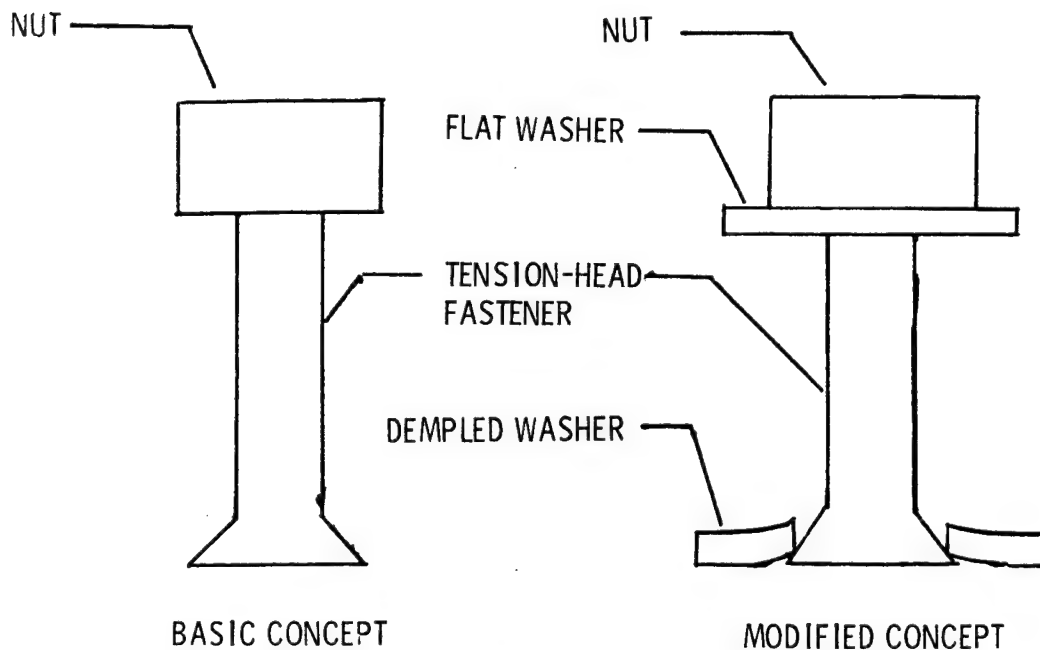 NUT
NUT
FLAT WASHER
TENSION-HEAD
FASTENER
DEMPLED WASHER
BASIC CONCEPT
MODIFIED CONCEPT